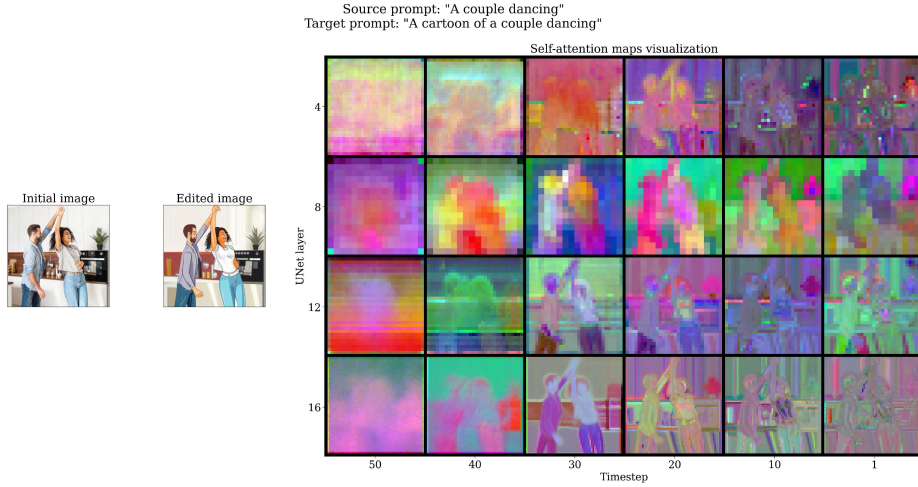 Source prompt: "A couple dancing"
Target prompt: "A cartoon of a couple dancing"
Self-attention maps visualization
Initial image
Edited image
UNet layer
4
8
12
16
50
40
30
20
10
1
Timestep